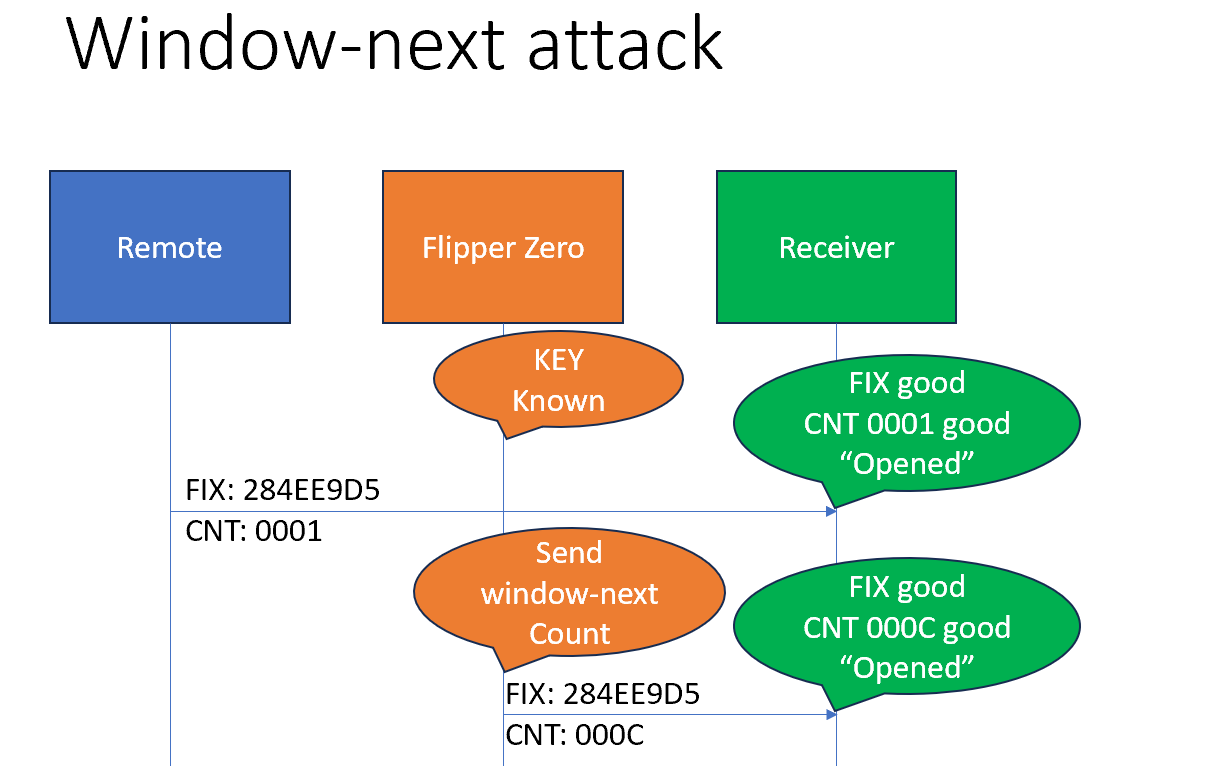 Window-next attack
Remote
Flipper Zero
Receiver
KEY
Known
FIX good
CNT 0001 good
“Opened”
FIX: 284EE9D5
CNT: 0001
Send
window-next
Count
FIX good
CNT 000C good
“Opened”
FIX: 284EE9D5
CNT: 000C